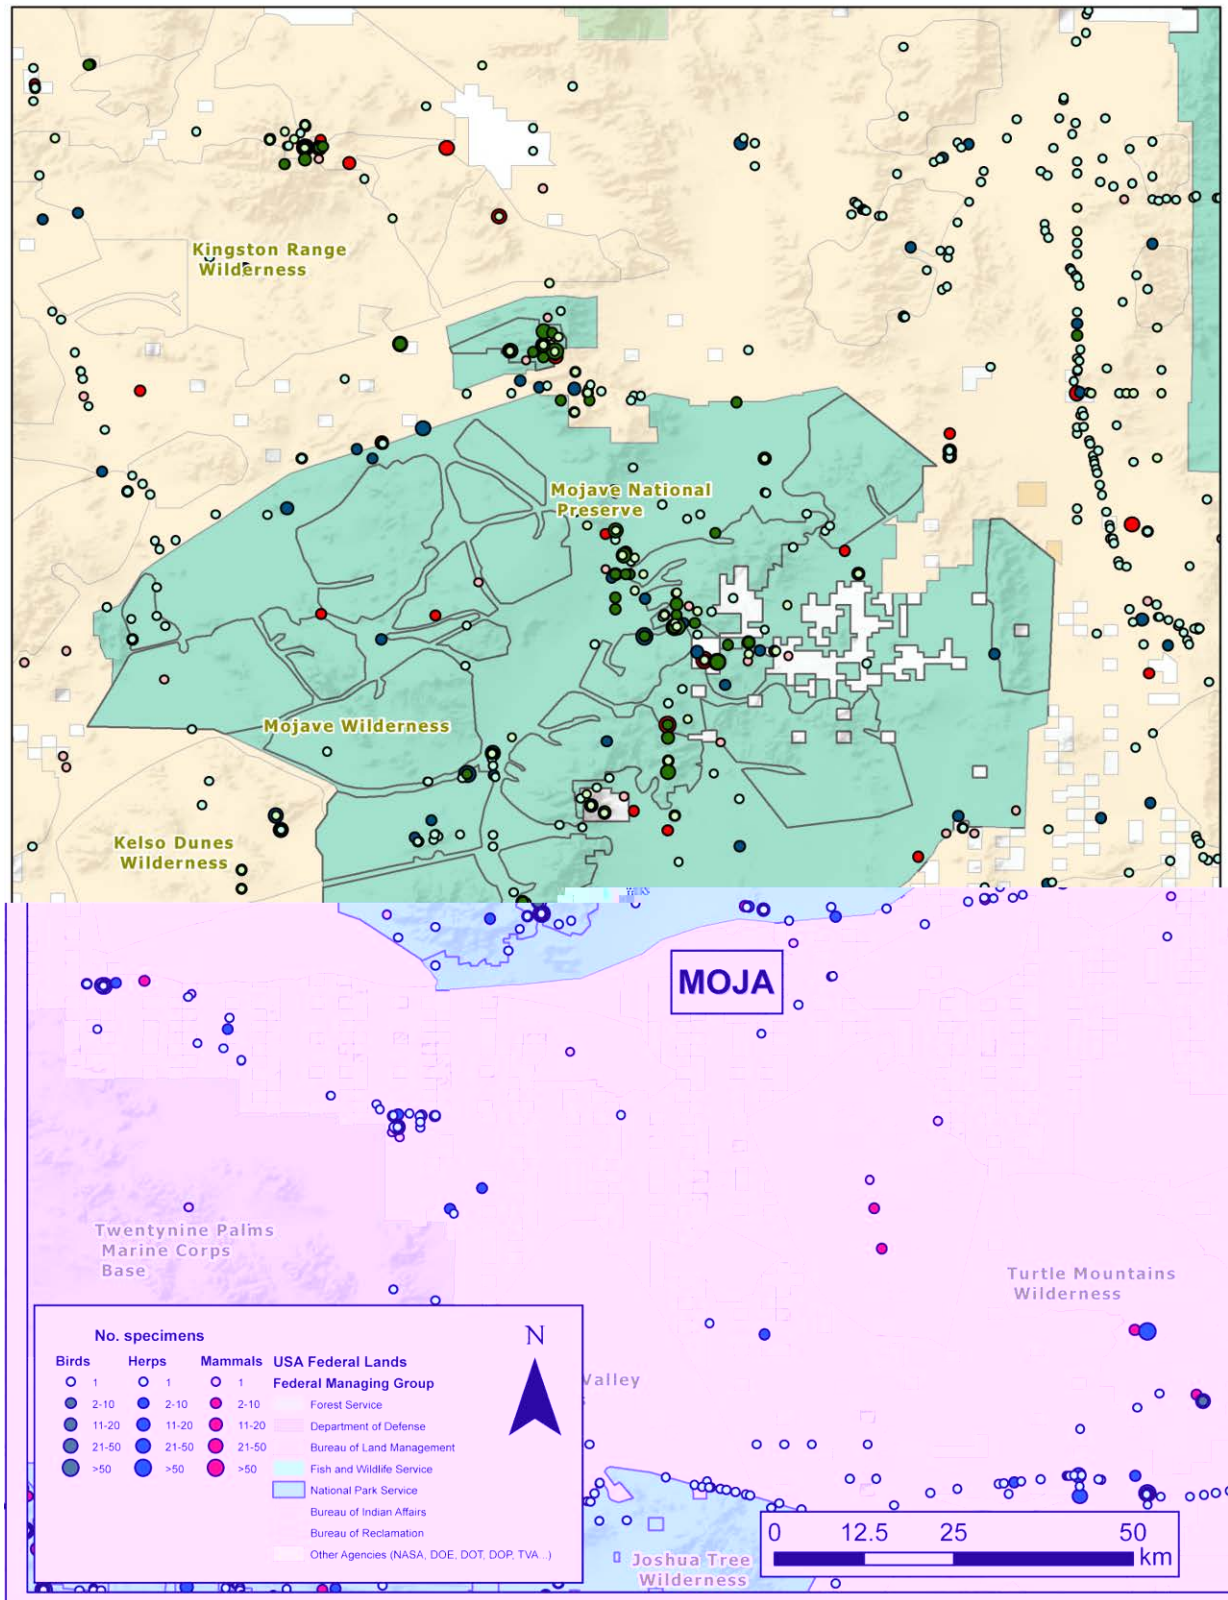 Kingston Range
Wilderness
Mojave National
Preserve
Mojave Wilderness
Kelso Dunes
Wilderness
MOJA
Twentynine Palms
Marine Corps
Base
Turtle Mountains
Wilderness
Valley
No. specimens
Birds Herps Mammals
1 1 1
2-10 2-10 2-10
11-20 11-20 11-20
21-50 21-50 21-50
>50 >50 >50
USA Federal Lands
Federal Managing Group
Forest Service
Department of Defense
Bureau of Land Management
Fish and Wildlife Service
National Park Service
Bureau of Indian Affairs
Bureau of Reclamation
Other Agencies (NASA, DOE, DOT, DOP, TVA...)
N
0 12.5 25 50
km
Joshua Tree
Wilderness